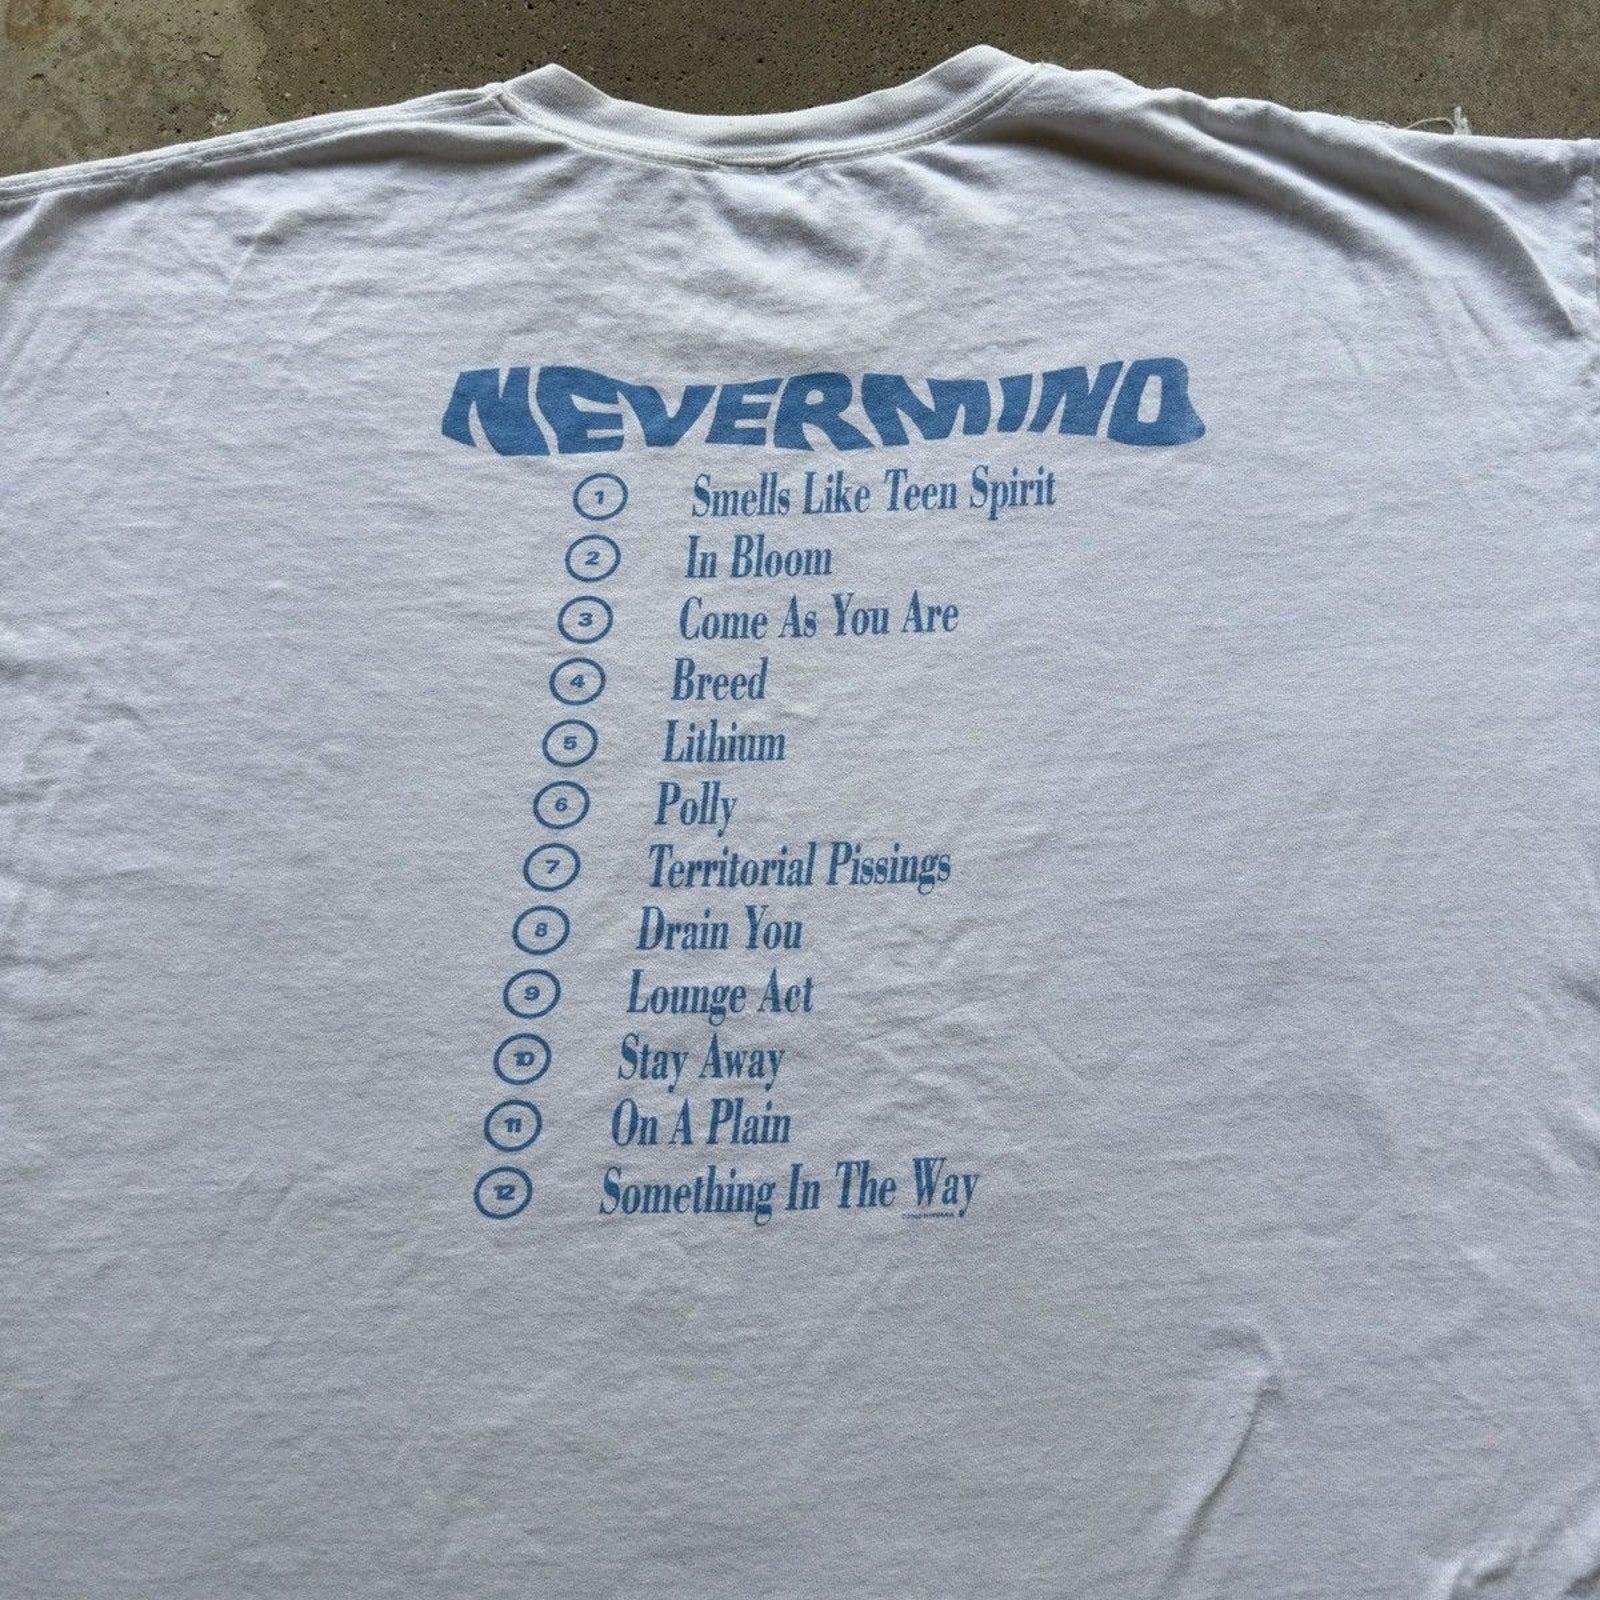 NEVERMIND
1 Smells Like Teen Spirit
2 In Bloom
3 Come As You Are
4 Breed
5 Lithium
6 Polly
7 Territorial Pissings
8 Drain You
9 Lounge Act
10 Stay Away
11 On A Plain
12 Something In The Way